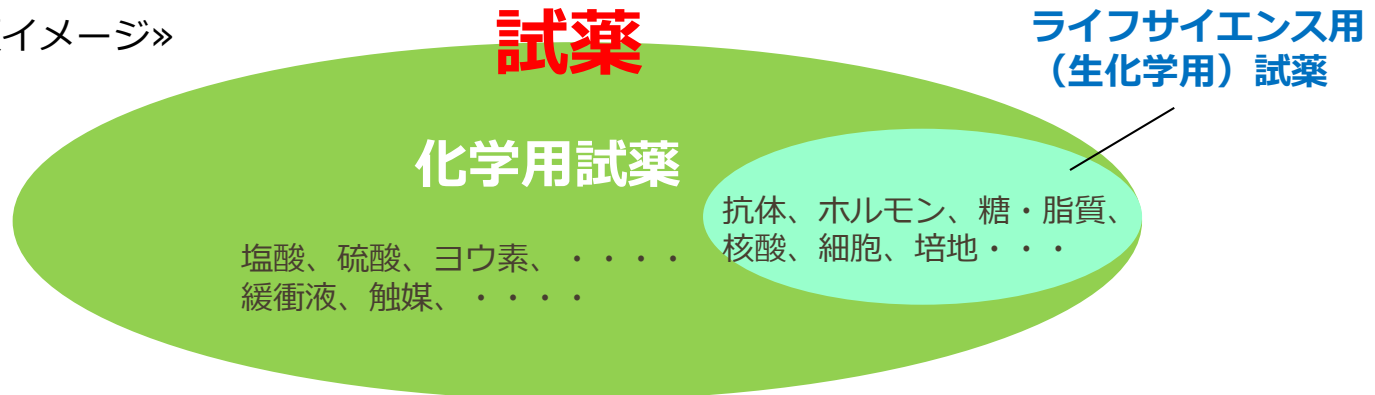 イメージ»
試薬
ライフサイエンス用
（生化学用）試薬
化学用試薬
抗体、ホルモン、糖・脂質、
核酸、細胞、培地・・・
塩酸、硫酸、ヨウ素、・・・・
緩衝液、触媒、・・・・